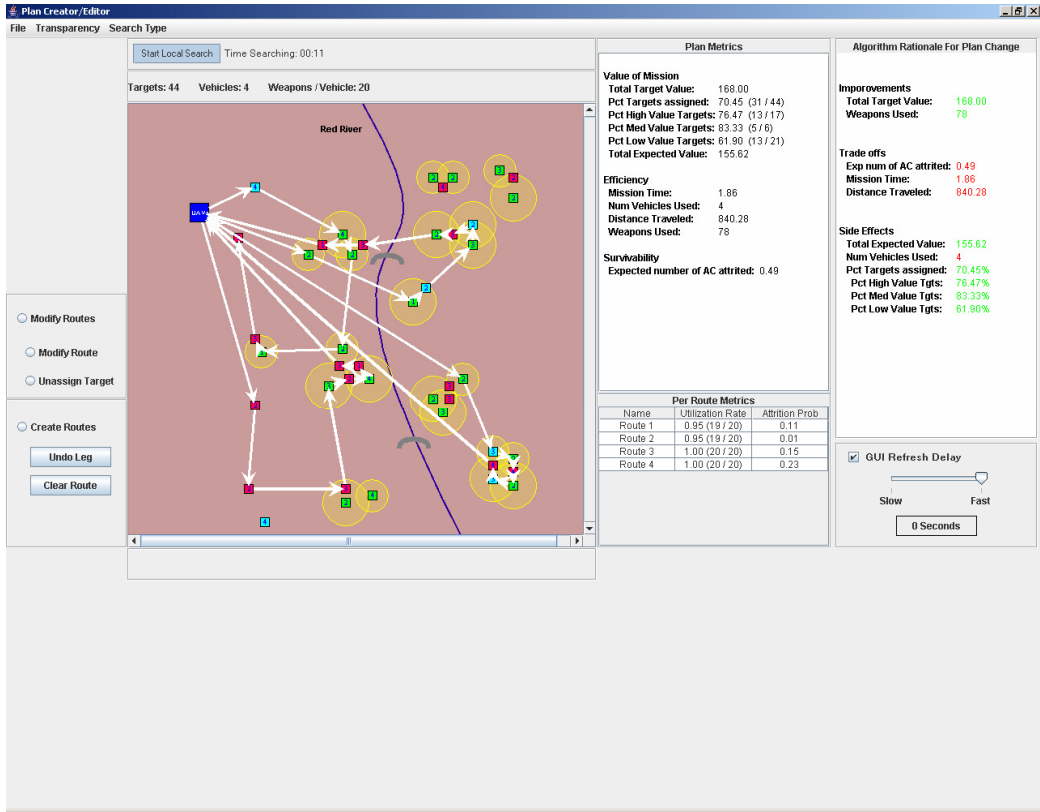 Plan Creator/Editor
File Transparency Search Type
Start Local Search Time Searching: 00:11
Targets: 44 Vehicles: 4 Weapons / Vehicle: 20
Red River
UAVs
Modify Routes
Modify Route
Unassign Target
Create Routes
Undo Leg
Clear Route
Plan Metrics
Value of Mission
Total Target Value: 168.00
Pct Targets assigned: 70.45 (31 / 44)
Pct High Value Targets: 76.47 (13 / 17)
Pct Med Value Targets: 83.33 (5 / 6)
Pct Low Value Targets: 61.90 (13 / 21)
Total Expected Value: 155.62
Efficiency
Mission Time: 1.86
Num Vehicles Used: 4
Distance Traveled: 840.28
Weapons Used: 78
Survivability
Expected number of AC attrited: 0.49
Per Route Metrics
Name Utilization Rate Attrition Prob
Route 1 0.95 (19 / 20) 0.11
Route 2 0.95 (19 / 20) 0.01
Route 3 1.00 (20 / 20) 0.15
Route 4 1.00 (20 / 20) 0.23
Algorithm Rationale For Plan Change
Imporovements
Total Target Value: 168.00
Weapons Used: 78
Trade offs
Exp num of AC attrited: 0.49
Mission Time: 1.86
Distance Traveled: 840.28
Side Effects
Total Expected Value: 155.62
Num Vehicles Used: 4
Pct Targets assigned: 70.45%
Pct High Value Tgts: 76.47%
Pct Med Value Tgts: 83.33%
Pct Low Value Tgts: 61.90%
GUI Refresh Delay
Slow Fast
0 Seconds